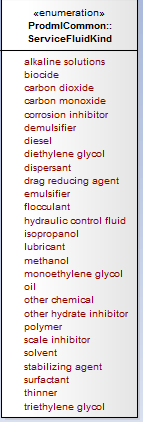 «enumeration»
ProdmlCommon::
ServiceFluidKind
alkaline solutions
biocide
carbon dioxide
carbon monoxide
corrosion inhibitor
demulsifier
diesel
diethylene glycol
dispersant
drag reducing agent
emulsifier
flocculant
hydraulic control fluid
isopropanol
lubricant
methanol
monoethylene glycol
oil
other chemical
other hydrate inhibitor
polymer
scale inhibitor
solvent
stabilizing agent
surfactant
thinner
triethylene glycol